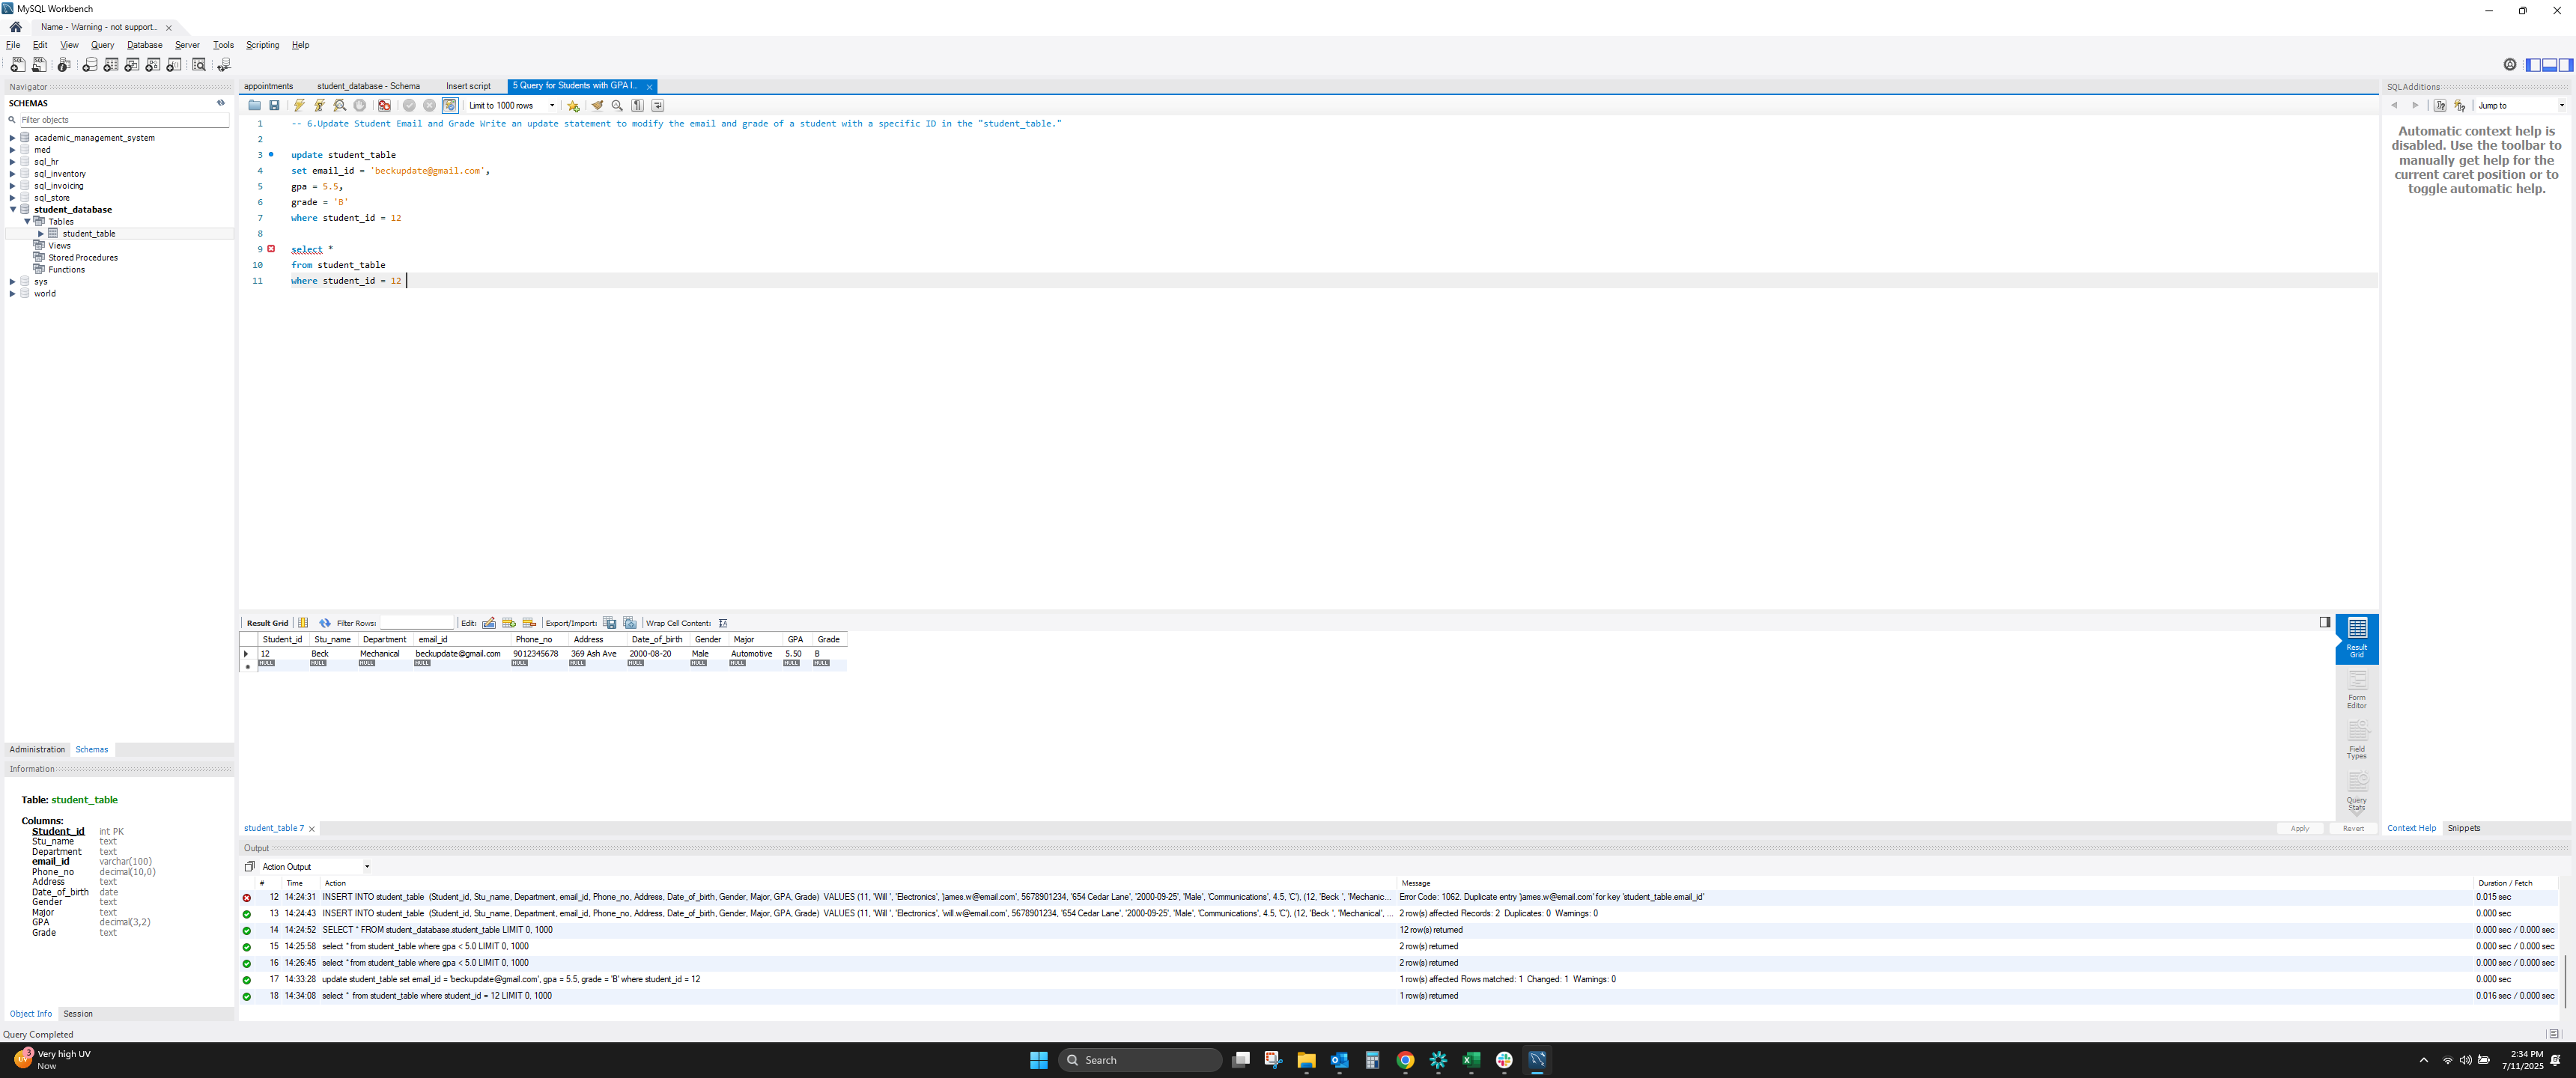 MySQL Workbench
Name - Warning - not support...
File Edit View Query Database Server Tools Scripting Help
Navigator
SCHEMAS
Filter objects
academic_management_system
med
sql_hr
sql_inventory
sql_invoicing
sql_store
student_database
Tables
student_table
Views
Stored Procedures
Functions
sys
world
Administration Schemas
Information
Table: student_table
Columns:
Student_id int PK
Stu_name text
Department text
email_id varchar(100)
Phone_no decimal(10,0)
Address text
Date_of_birth date
Gender text
Major text
GPA decimal(3,2)
Grade text
Object Info Session
Query Completed
appointments student_database - Schema Insert script 5 Query for Students with GPA l...
Limit to 1000 rows
1 -- 6.Update Student Email and Grade Write an update statement to modify the email and grade of a student with a specific ID in the "student_table."
2
3 update student_table
4 set email_id = 'beckupdate@gmail.com',
5 gpa = 5.5,
6 grade = 'B'
7 where student_id = 12
8
9 select *
10 from student_table
11 where student_id = 12
Result Grid Filter Rows: Edit: Export/Import: Wrap Cell Content:
Student_id Stu_name Department email_id Phone_no Address Date_of_birth Gender Major GPA Grade
12 Beck Mechanical beckupdate@gmail.com 9012345678 369 Ash Ave 2000-08-20 Male Automotive 5.50 B
NULL NULL NULL NULL NULL NULL NULL NULL NULL NULL NULL
Result Grid
Form Editor
Field Types
Query Stats
student_table 7
Apply Revert
Output
Action Output
# Time Action Message Duration / Fetch
12 14:24:31 INSERT INTO student_table (Student_id, Stu_name, Department, email_id, Phone_no, Address, Date_of_birth, Gender, Major, GPA, Grade) VALUES (11, 'Will ', 'Electronics', 'james.w@email.com', 5678901234, '654 Cedar Lane', '2000-09-25', 'Male', 'Communications', 4.5, 'C'), (12, 'Beck ', 'Mechanic... Error Code: 1062. Duplicate entry 'james.w@email.com' for key 'student_table.email_id' 0.015 sec
13 14:24:43 INSERT INTO student_table (Student_id, Stu_name, Department, email_id, Phone_no, Address, Date_of_birth, Gender, Major, GPA, Grade) VALUES (11, 'Will ', 'Electronics', 'will.w@email.com', 5678901234, '654 Cedar Lane', '2000-09-25', 'Male', 'Communications', 4.5, 'C'), (12, 'Beck ', 'Mechanical', ... 2 row(s) affected Records: 2 Duplicates: 0 Warnings: 0 0.000 sec
14 14:24:52 SELECT * FROM student_database.student_table LIMIT 0, 1000 12 row(s) returned 0.000 sec / 0.000 sec
15 14:25:58 select * from student_table where gpa < 5.0 LIMIT 0, 1000 2 row(s) returned 0.000 sec / 0.000 sec
16 14:26:45 select * from student_table where gpa < 5.0 LIMIT 0, 1000 2 row(s) returned 0.000 sec / 0.000 sec
17 14:33:28 update student_table set email_id = 'beckupdate@gmail.com', gpa = 5.5, grade = 'B' where student_id = 12 1 row(s) affected Rows matched: 1 Changed: 1 Warnings: 0 0.000 sec
18 14:34:08 select * from student_table where student_id = 12 LIMIT 0, 1000 1 row(s) returned 0.016 sec / 0.000 sec
SQLAdditions
Jump to
Automatic context help is
disabled. Use the toolbar to
manually get help for the
current caret position or to
toggle automatic help.
Context Help Snippets
Very high UV
Now
Search
2:34 PM
7/11/2025